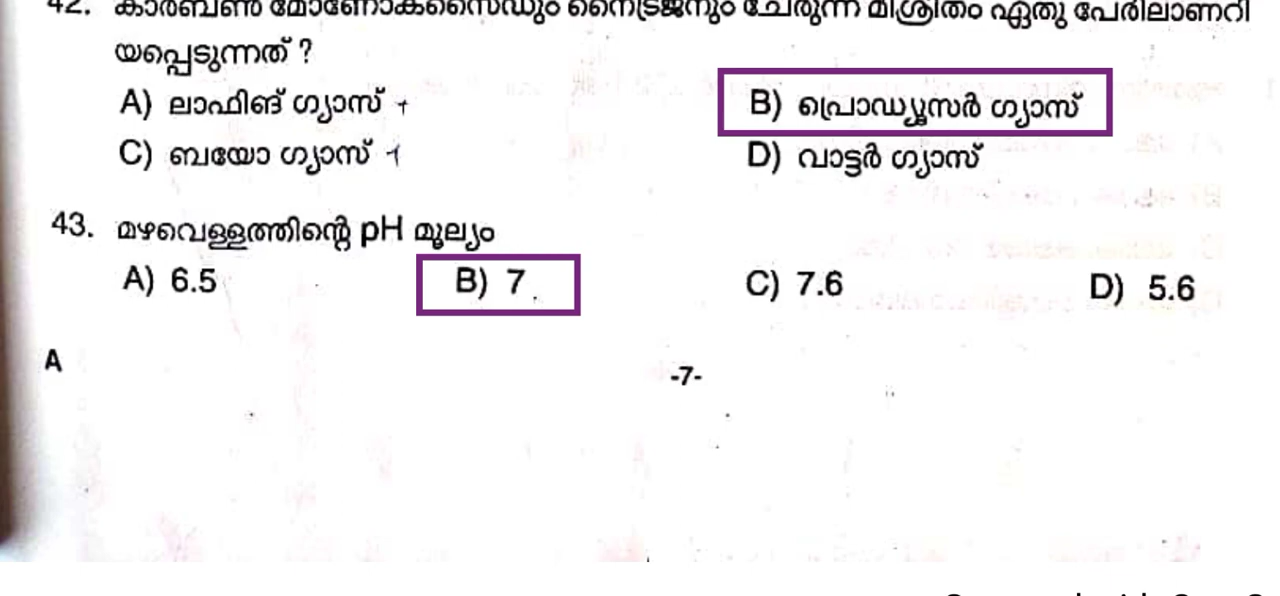 42. കാർബൺ മോണോക്സൈഡും നൈട്രജനും ചേരുന്ന മിശ്രിതം ഏതു പേരിലാണറി
യപ്പെടുന്നത് ?
A) ലാഫിങ് ഗ്യാസ് B) പ്രൊഡ്യൂസർ ഗ്യാസ്
C) ബയോ ഗ്യാസ് D) വാട്ടർ ഗ്യാസ്
43. മഴവെള്ളത്തിന്റെ pH മൂല്യം
A) 6.5 B) 7 C) 7.6 D) 5.6
A -7-